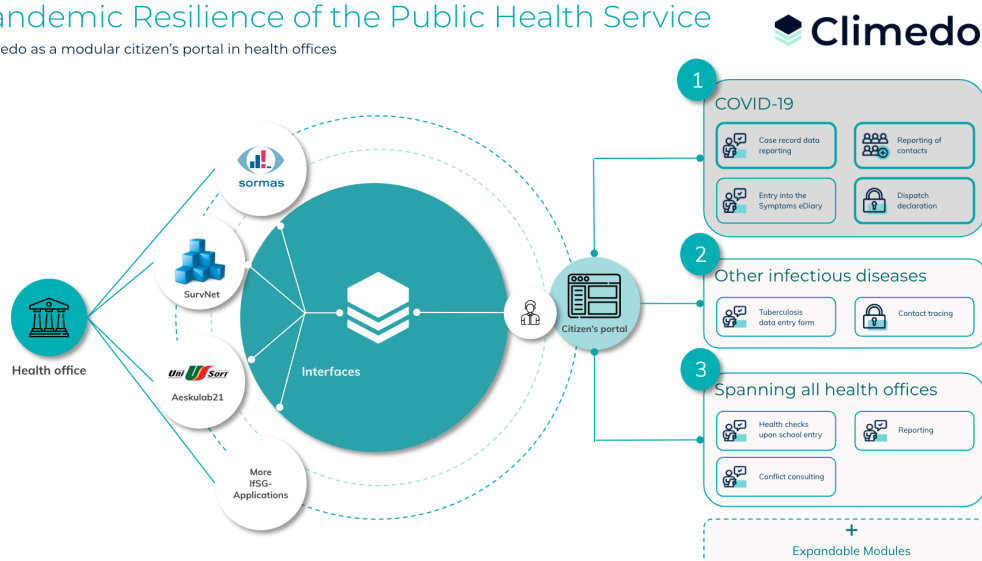 andemic Resilience of the Public Health Service
Climedo
edo as a modular citizen's portal in health offices
sormas
SurvNet
Uni Sort
Aeskulab21
More
IfSG-
Applications
Health office
Interfaces
Citizen's portal
1
COVID-19
Case record data
reporting
Reporting of
contacts
Entry into the
Symptoms eDiary
Dispatch
declaration
2
Other infectious diseases
Tuberculosis
data entry form
Contact tracing
3
Spanning all health offices
Health checks
upon school entry
Reporting
Conflict consulting
+
Expandable Modules